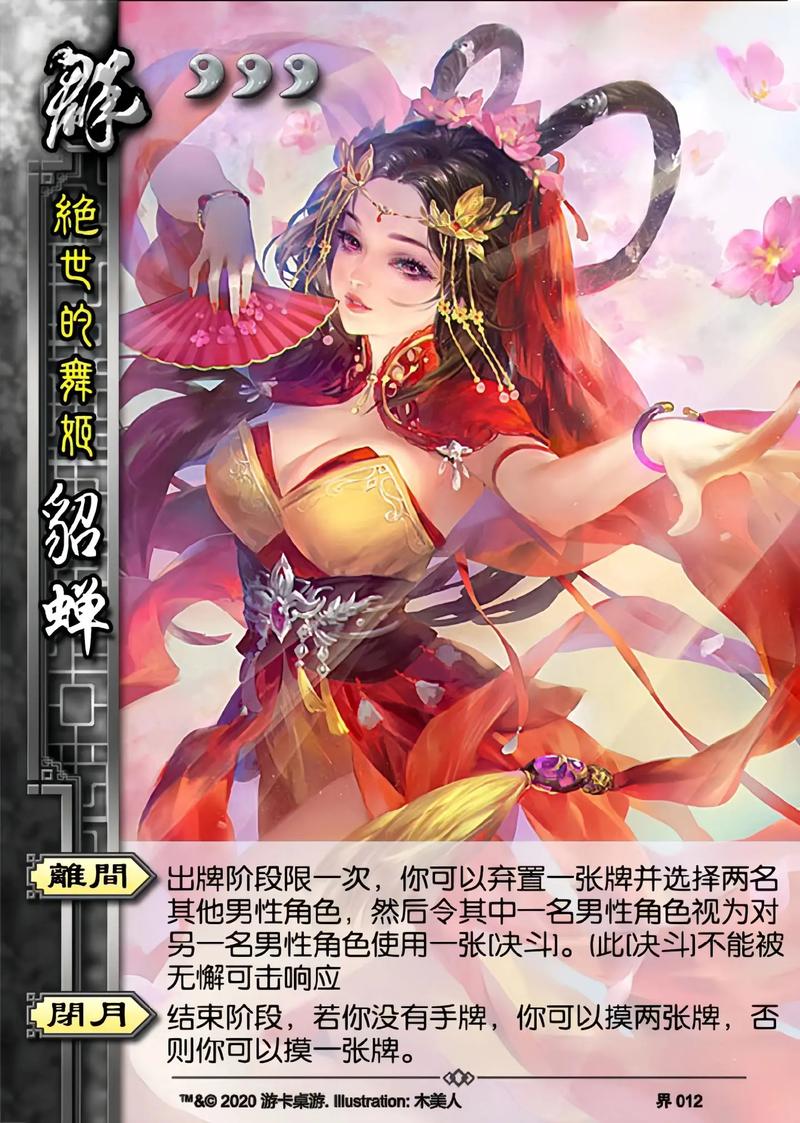 群
絶世的舞姬
貂蝉
離間
出牌阶段限一次，你可以弃置一张牌并选择两名
其他男性角色，然后令其中一名男性角色视为对
另一名男性角色使用一张[决斗]。(此[决斗]不能被
无懈可击响应
閉月
结束阶段，若你没有手牌，你可以摸两张牌，否
则你可以摸一张牌。
™&© 2020 游卡桌游. Illustration: 木美人
界 012